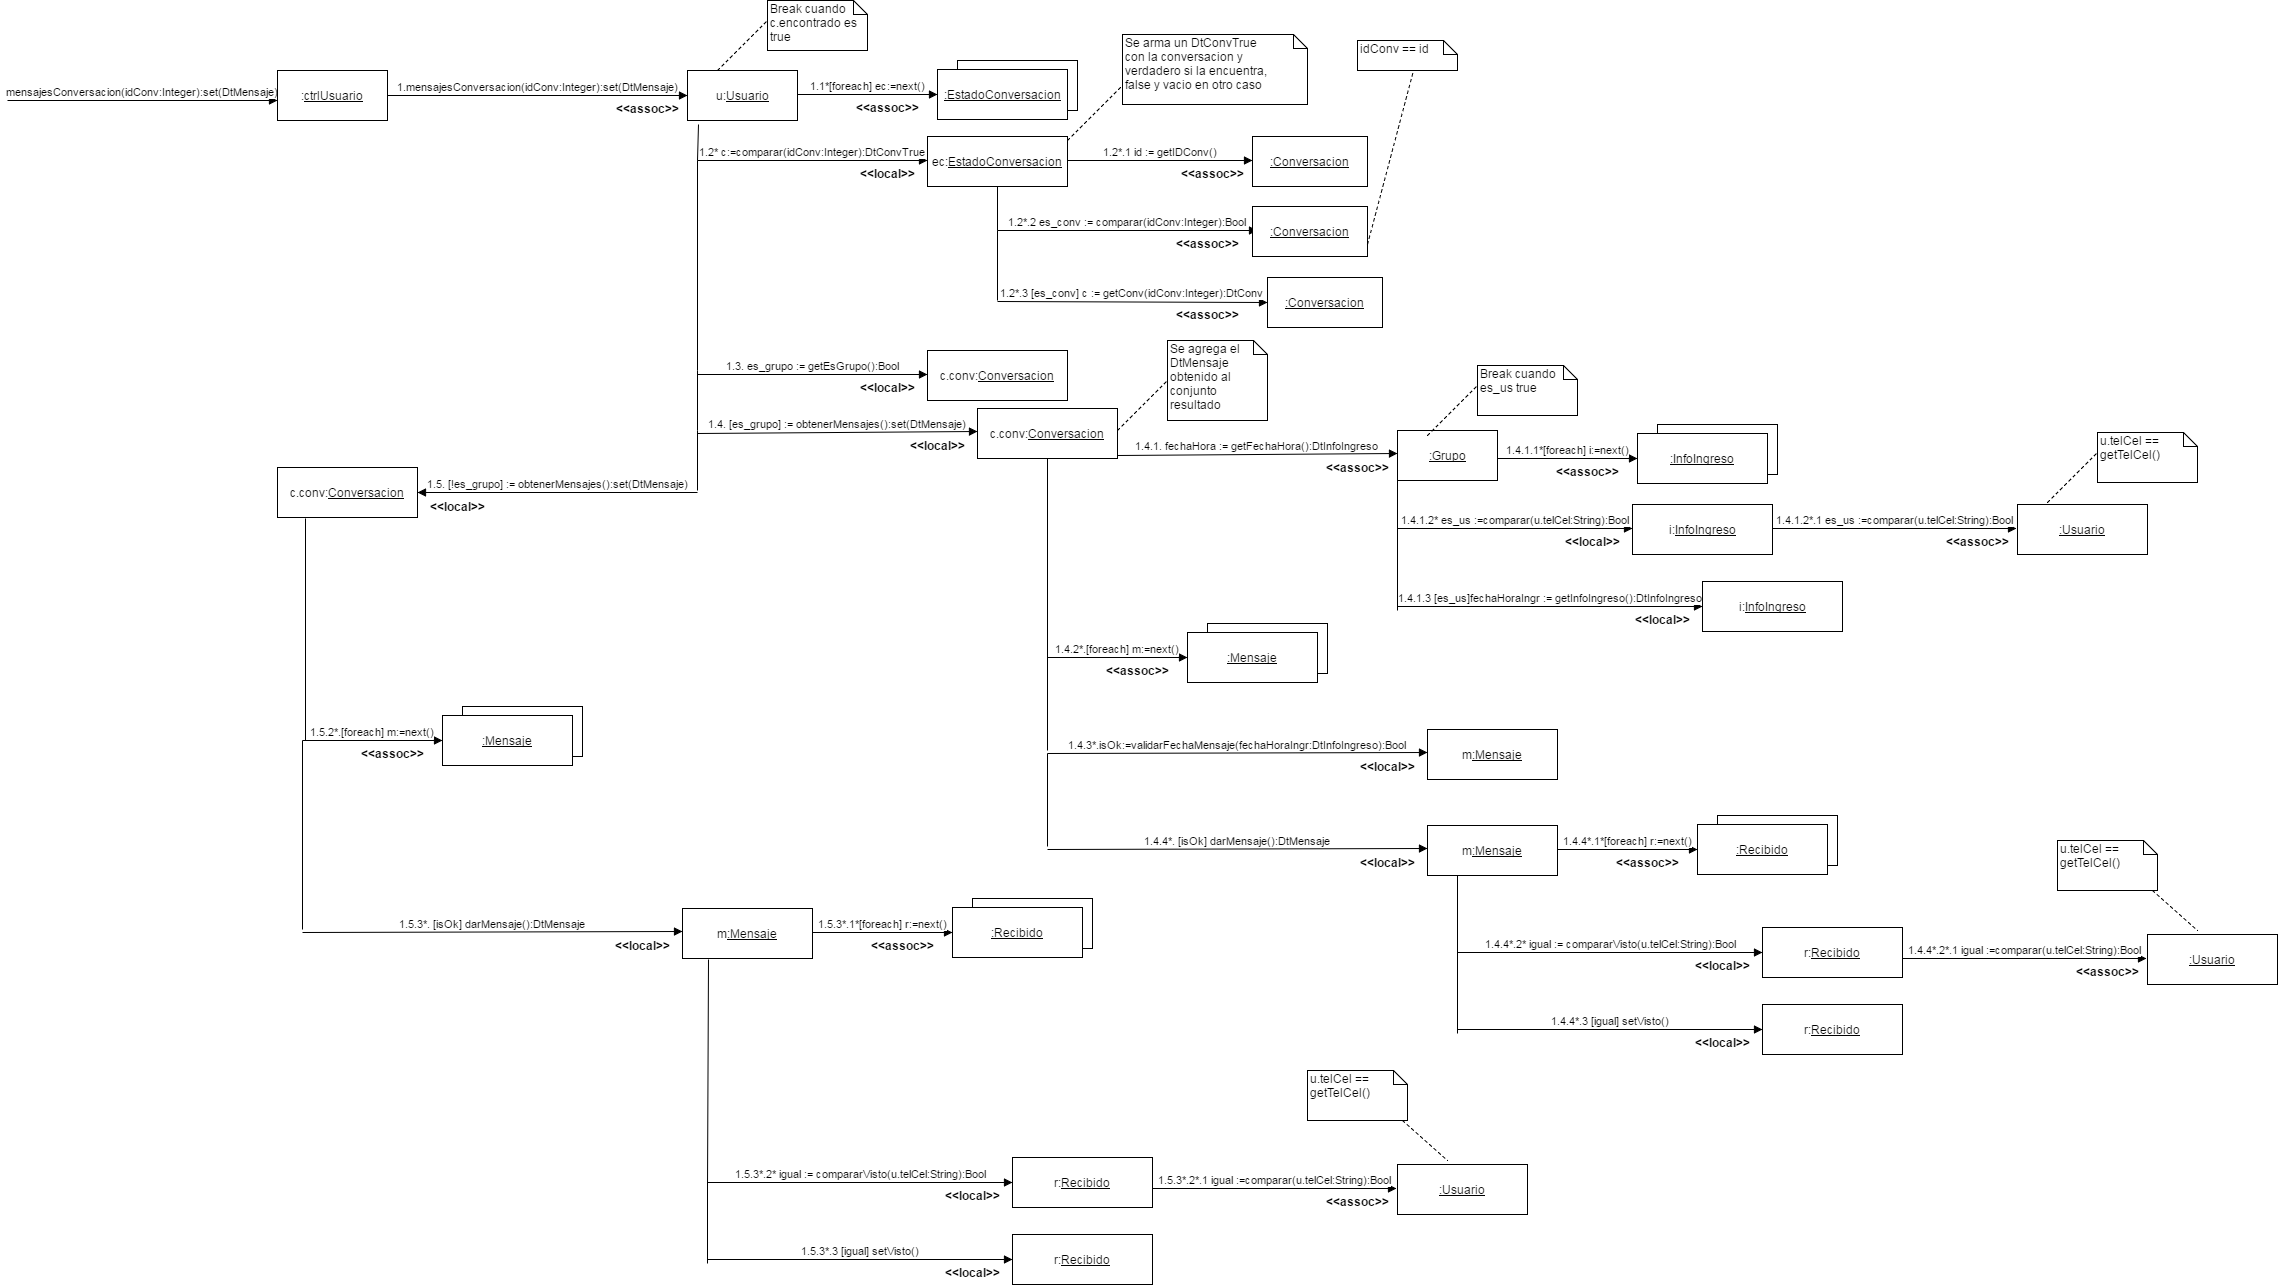 Break cuando
c.encontrado es
true
mensajesConversacion(idConv:Integer):set(DtMensaje)
:ctrlUsuario
1.mensajesConversacion(idConv:Integer):set(DtMensaje)
<<assoc>>
u:Usuario
1.1*[foreach] ec:=next()
<<assoc>>
:EstadoConversacion
Se arma un DtConvTrue
con la conversacion y
verdadero si la encuentra,
false y vacio en otro caso
idConv == id
1.2* c:=comparar(idConv:Integer):DtConvTrue
<<local>>
ec:EstadoConversacion
1.2*.1 id := getIDConv()
<<assoc>>
:Conversacion
1.2*.2 es_conv := comparar(idConv:Integer):Bool
<<assoc>>
:Conversacion
1.2*.3 [es_conv] c := getConv(idConv:Integer):DtConv
<<assoc>>
:Conversacion
1.3. es_grupo := getEsGrupo():Bool
<<local>>
c.conv:Conversacion
Se agrega el
DtMensaje
obtenido al
conjunto
resultado
Break cuando
es_us true
1.4. [es_grupo] := obtenerMensajes():set(DtMensaje)
<<local>>
c.conv:Conversacion
1.4.1. fechaHora := getFechaHora():DtInfoIngreso
<<assoc>>
:Grupo
1.4.1.1*[foreach] i:=next()
<<assoc>>
:InfoIngreso
u.telCel ==
getTelCel()
c.conv:Conversacion
1.5. [!es_grupo] := obtenerMensajes():set(DtMensaje)
<<local>>
1.4.1.2* es_us :=comparar(u.telCel:String):Bool
<<local>>
i:InfoIngreso
1.4.1.2*.1 es_us :=comparar(u.telCel:String):Bool
<<assoc>>
:Usuario
1.4.1.3 [es_us]fechaHoraIngr := getInfoIngreso():DtInfoIngreso
<<local>>
i:InfoIngreso
1.4.2*.[foreach] m:=next()
<<assoc>>
:Mensaje
1.5.2*.[foreach] m:=next()
<<assoc>>
:Mensaje
1.4.3*.isOk:=validarFechaMensaje(fechaHoraIngr:DtInfoIngreso):Bool
<<local>>
m:Mensaje
1.4.4*. [isOk] darMensaje():DtMensaje
<<local>>
m:Mensaje
1.4.4*.1*[foreach] r:=next()
<<assoc>>
:Recibido
u.telCel ==
getTelCel()
1.5.3*. [isOk] darMensaje():DtMensaje
<<local>>
m:Mensaje
1.5.3*.1*[foreach] r:=next()
<<assoc>>
:Recibido
1.4.4*.2* igual := compararVisto(u.telCel:String):Bool
<<local>>
r:Recibido
1.4.4*.2*.1 igual :=comparar(u.telCel:String):Bool
<<assoc>>
:Usuario
1.4.4*.3 [igual] setVisto()
<<local>>
r:Recibido
u.telCel ==
getTelCel()
1.5.3*.2* igual := compararVisto(u.telCel:String):Bool
<<local>>
r:Recibido
1.5.3*.2*.1 igual :=comparar(u.telCel:String):Bool
<<assoc>>
:Usuario
1.5.3*.3 [igual] setVisto()
<<local>>
r:Recibido